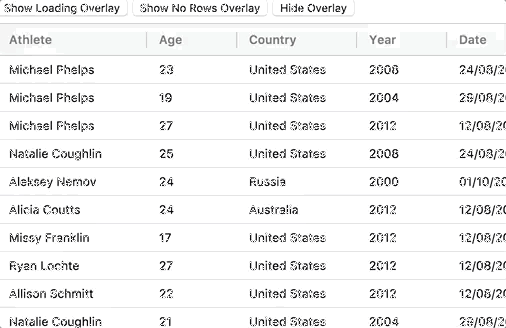 Show Loading Overlay Show No Rows Overlay Hide Overlay
Athlete Age Country Year Date
Michael Phelps 23 United States 2008 24/08/2
Michael Phelps 19 United States 2004 29/08/2
Michael Phelps 27 United States 2012 12/08/2
Natalie Coughlin 25 United States 2008 24/08/2
Aleksey Nemov 24 Russia 2000 01/10/2
Alicia Coutts 24 Australia 2012 12/08/2
Missy Franklin 17 United States 2012 12/08/2
Ryan Lochte 27 United States 2012 12/08/2
Allison Schmitt 22 United States 2012 12/08/2
Natalie Coughlin 21 United States 2004 29/08/2